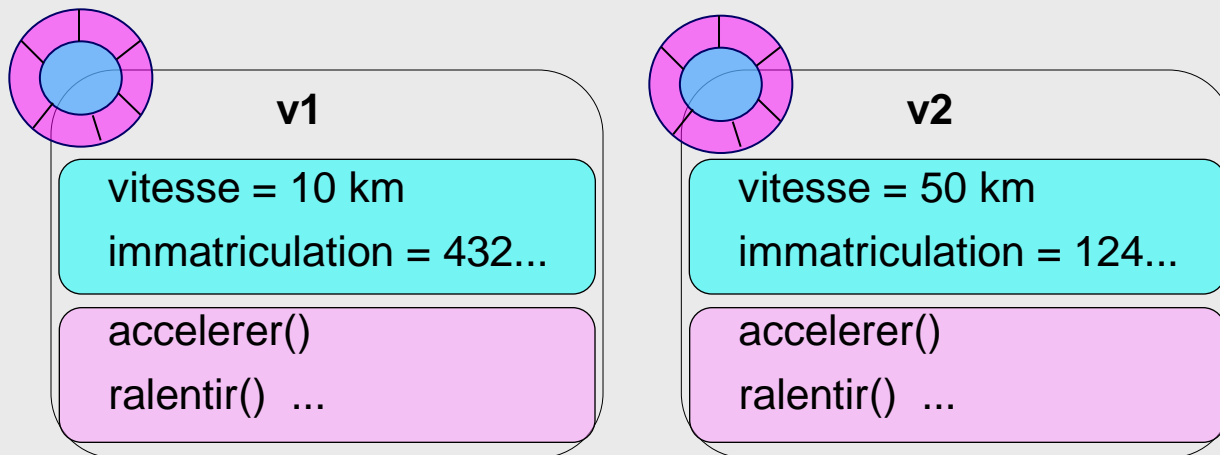 v1
vitesse = 10 km
immatriculation = 432...
accelerer()
ralentir() ...
v2
vitesse = 50 km
immatriculation = 124...
accelerer()
ralentir() ...